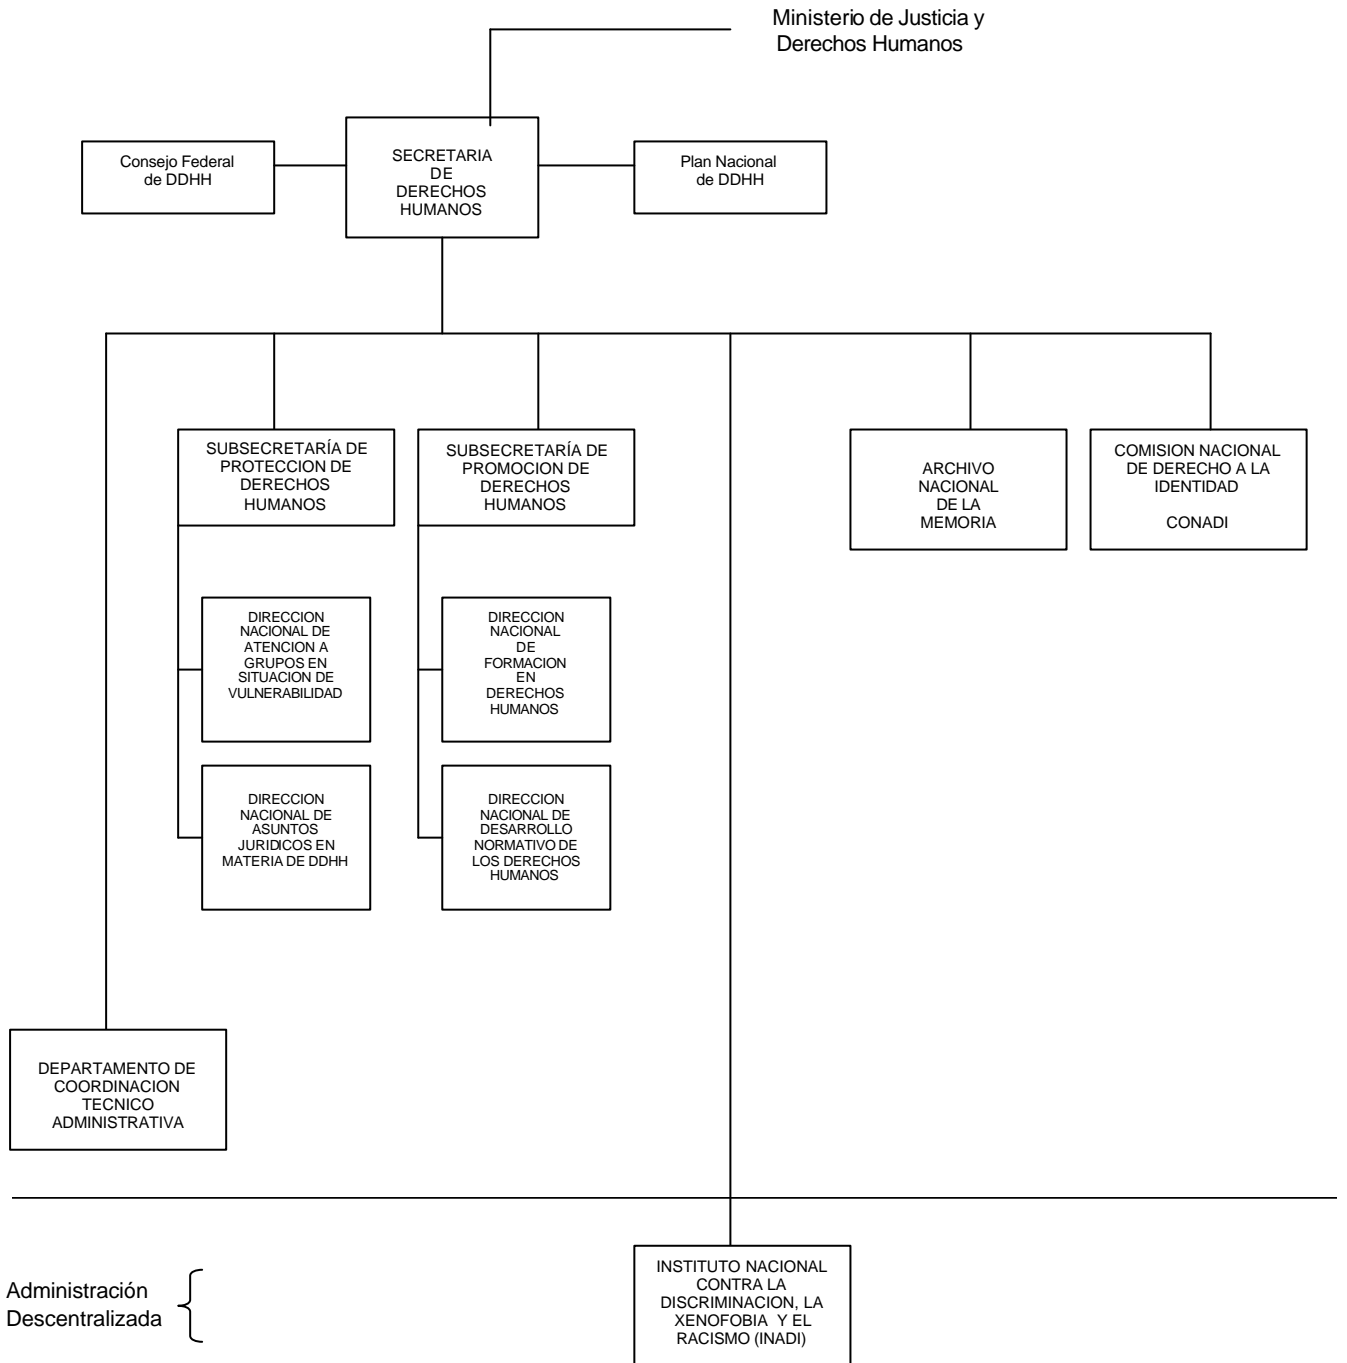 Ministerio de Justicia y
Derechos Humanos
Consejo Federal
de DDHH
SECRETARIA
DE
DERECHOS
HUMANOS
Plan Nacional
de DDHH
SUBSECRETARÍA DE
PROTECCION DE
DERECHOS
HUMANOS
SUBSECRETARÍA DE
PROMOCION DE
DERECHOS
HUMANOS
ARCHIVO
NACIONAL
DE LA
MEMORIA
COMISION NACIONAL
DE DERECHO A LA
IDENTIDAD
CONADI
DIRECCION
NACIONAL DE
ATENCION A
GRUPOS EN
SITUACION DE
VULNERABILIDAD
DIRECCION
NACIONAL
DE
FORMACION
EN
DERECHOS
HUMANOS
DIRECCION
NACIONAL DE
ASUNTOS
JURIDICOS EN
MATERIA DE DDHH
DIRECCION
NACIONAL DE
DESARROLLO
NORMATIVO DE
LOS DERECHOS
HUMANOS
DEPARTAMENTO DE
COORDINACION
TECNICO
ADMINISTRATIVA
Administración
Descentralizada
INSTITUTO NACIONAL
CONTRA LA
DISCRIMINACION, LA
XENOFOBIA Y EL
RACISMO (INADI)